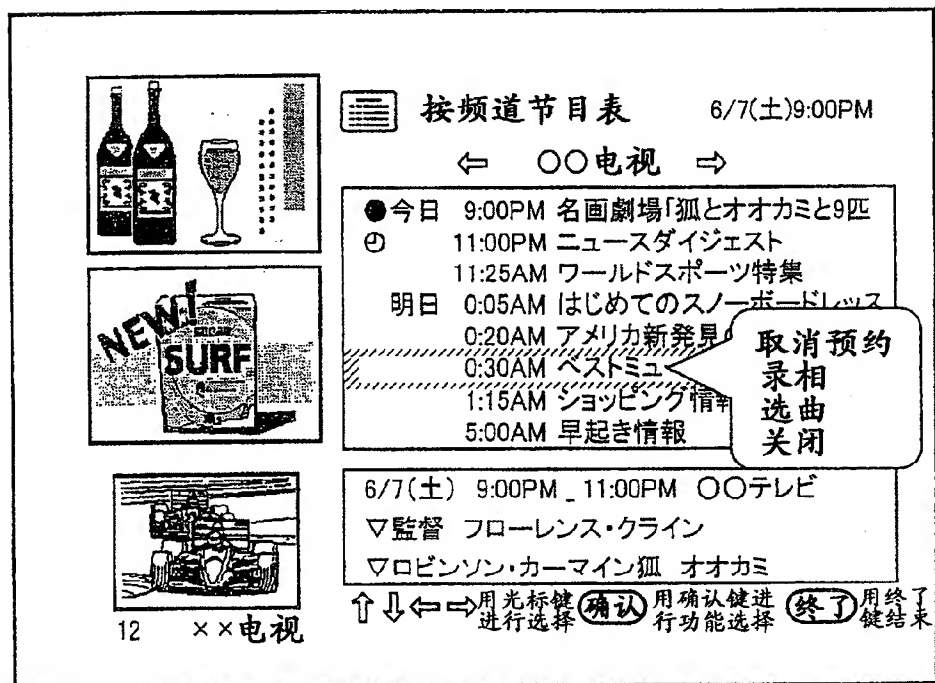 按频道节目表 6/7(土)9:00PM
⇦ ○○电视 ⇨
●今日 9:00PM 名画劇場「狐とオオカミと9匹
11:00PM ニュースダイジェスト
11:25AM ワールドスポーツ特集
明日 0:05AM はじめてのスノーボードレッス
0:20AM アメリカ新発見
0:30AM ベストミュー
1:15AM ショッピング情報
5:00AM 早起き情報
取消预约
录相
选曲
关闭
NEW!
SURF
6/7(土) 9:00PM _ 11:00PM ○○テレビ
▽監督 フローレンス・クライン
▽ロビンソン・カーマイン狐 オオカミ
⇧⇩⇦⇨用光标键进行选择 确认 用确认键进行功能选择 终了 用终了键结束
12 ××电视